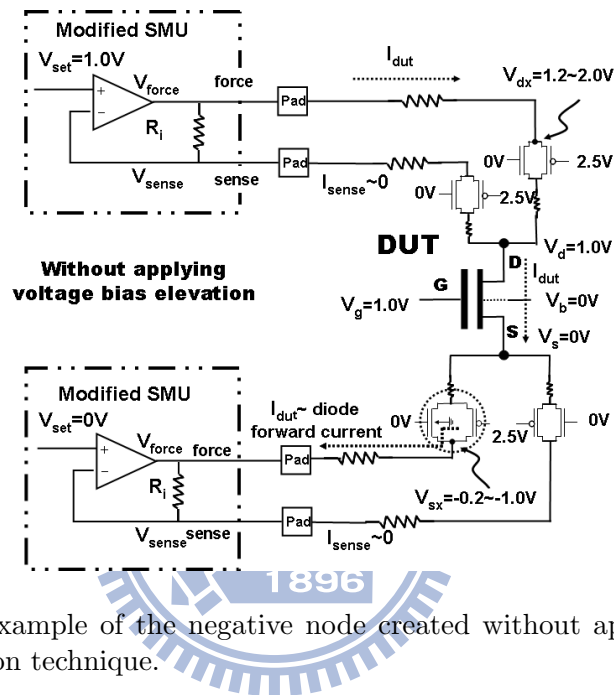 Modified SMU
V_set=1.0V
V_force
force
Pad
I_dut
V_dx=1.2~2.0V
+
−
R_i
V_sense
sense
Pad
I_sense~0
0V
2.5V
0V
2.5V
Without applying
voltage bias elevation
DUT
V_d=1.0V
D
I_dut
G
V_g=1.0V
V_b=0V
S
V_s=0V
Modified SMU
V_set=0V
V_force
force
Pad
I_dut~ diode
forward current
0V
2.5V
0V
+
−
R_i
V_sx=-0.2~-1.0V
V_sense
sense
Pad
I_sense~0
1896
xample of the negative node created without ap
on technique.